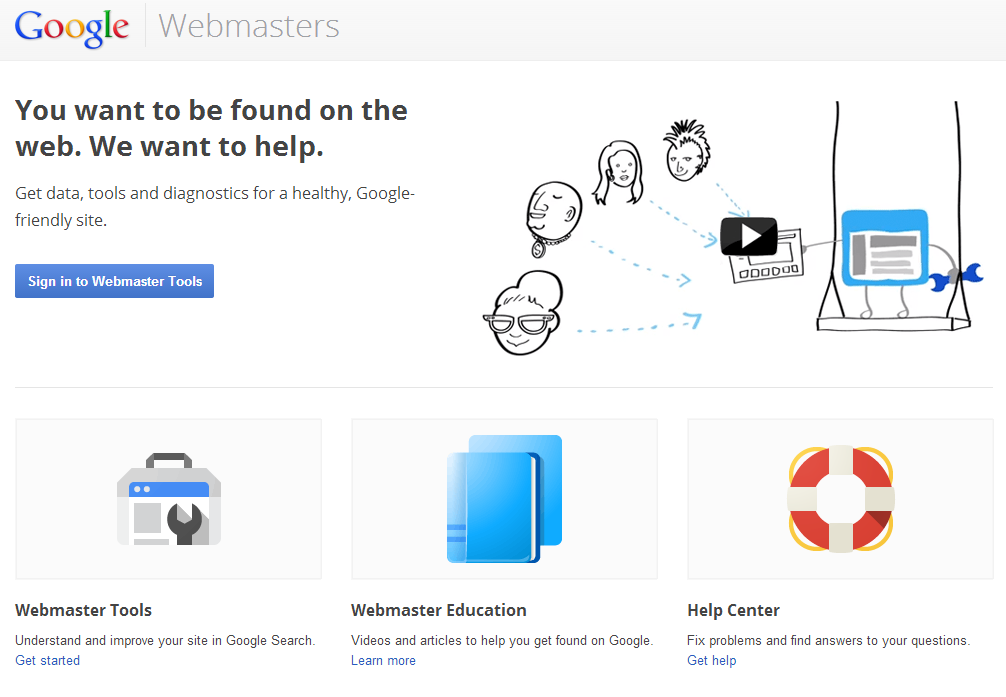 Google Webmasters
You want to be found on the
web. We want to help.
Get data, tools and diagnostics for a healthy, Google-
friendly site.
Sign in to Webmaster Tools
$
Webmaster Tools
Understand and improve your site in Google Search.
Get started
Webmaster Education
Videos and articles to help you get found on Google.
Learn more
Help Center
Fix problems and find answers to your questions.
Get help